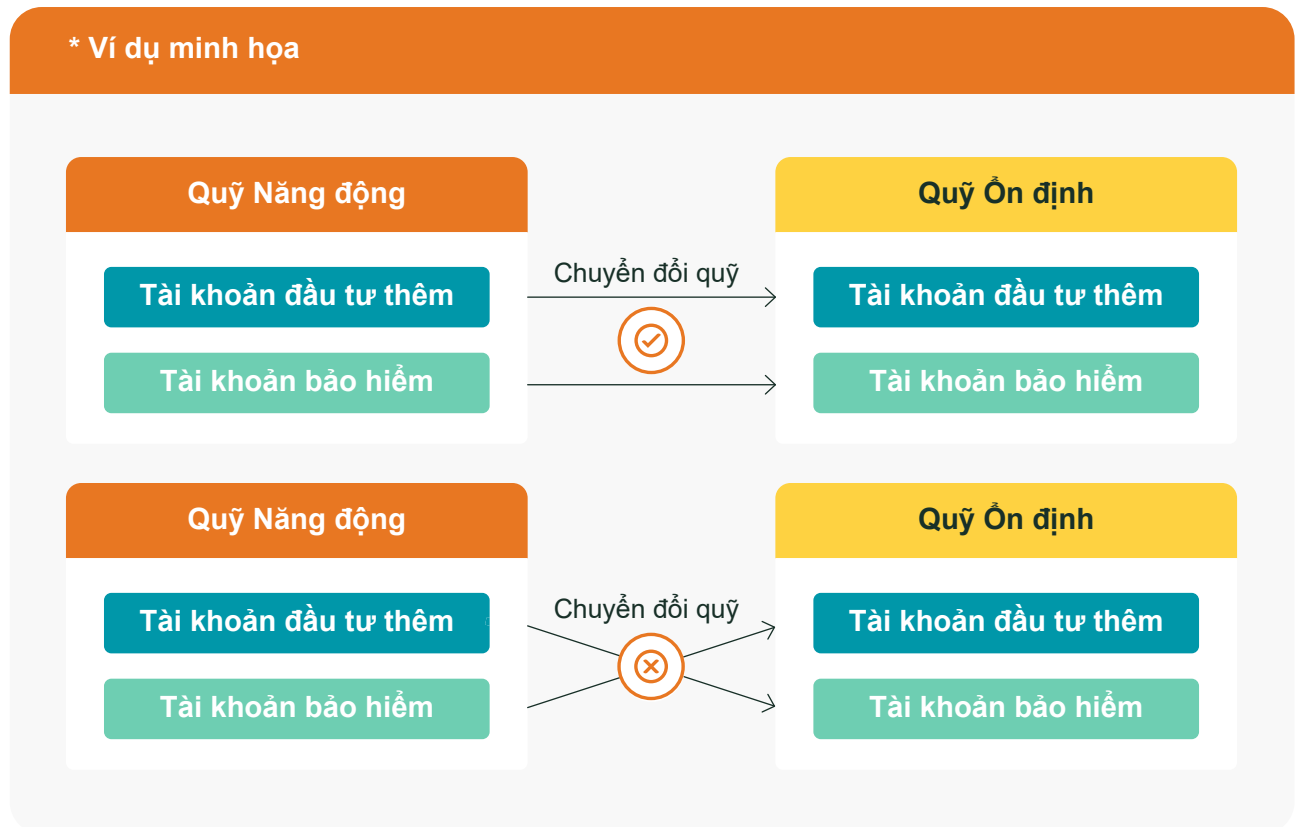 * Ví dụ minh họa
Quỹ Năng động
Quỹ Ổn định
Chuyển đổi quỹ
Tài khoản đầu tư thêm
Tài khoản đầu tư thêm
Tài khoản bảo hiểm
Tài khoản bảo hiểm
Quỹ Năng động
Quỹ Ổn định
Chuyển đổi quỹ
Tài khoản đầu tư thêm
Tài khoản đầu tư thêm
Tài khoản bảo hiểm
Tài khoản bảo hiểm